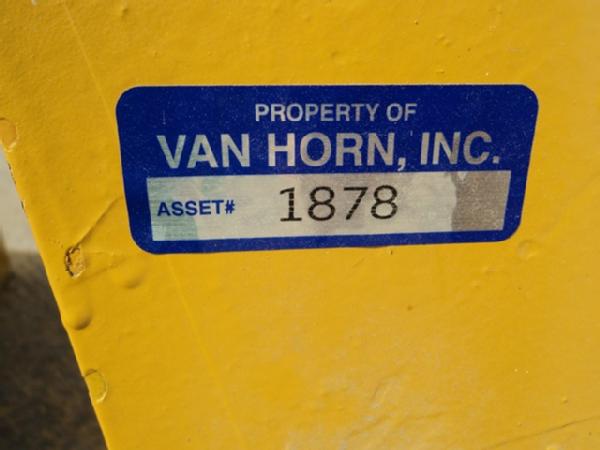 PROPERTY OF
VAN HORN, INC.
ASSET# 1878